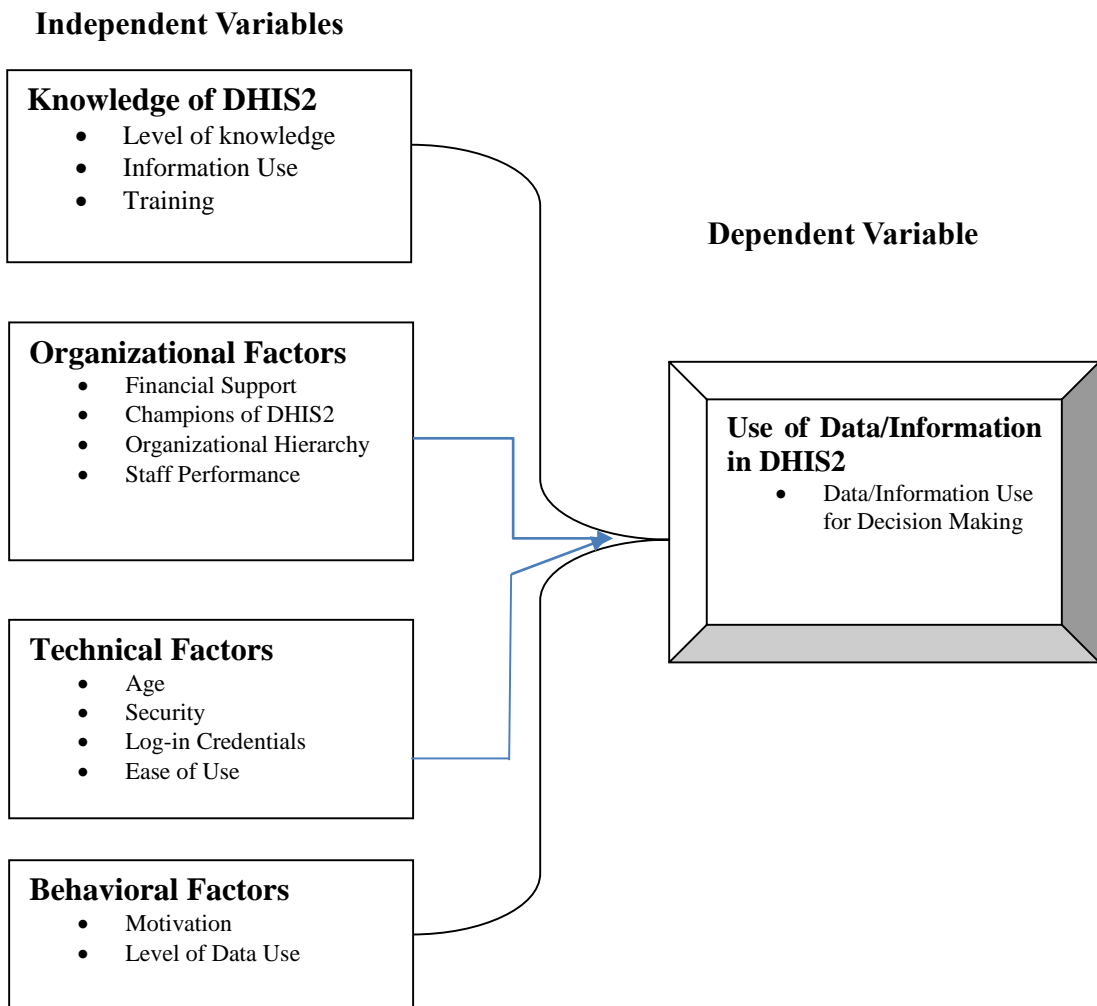 Independent Variables
Knowledge of DHIS2
• Level of knowledge
• Information Use
• Training
Organizational Factors
• Financial Support
• Champions of DHIS2
• Organizational Hierarchy
• Staff Performance
Technical Factors
• Age
• Security
• Log-in Credentials
• Ease of Use
Behavioral Factors
• Motivation
• Level of Data Use
Dependent Variable
Use of Data/Information
in DHIS2
• Data/Information Use
for Decision Making